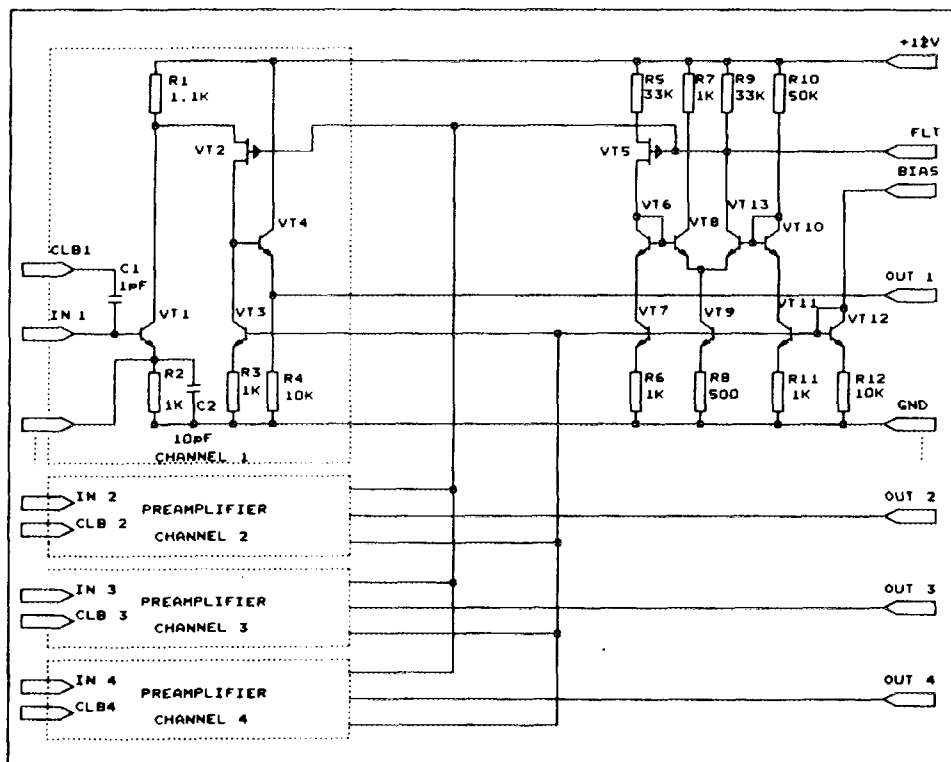 +12V
R1
1.1K
R5
33K
R7
1K
R9
33K
R10
50K
FLT
VT2
VT5
BIAS
VT6
VT8
VT13
VT10
VT4
CLB1
C1
1pF
OUT 1
IN 1
VT1
VT3
VT7
VT9
VT11
VT12
R2
1K
C2
10pF
R3
1K
R4
10K
R6
1K
R8
500
R11
1K
R12
10K
GND
CHANNEL 1
IN 2
CLB 2
PREAMPLIFIER
CHANNEL 2
OUT 2
IN 3
CLB 3
PREAMPLIFIER
CHANNEL 3
OUT 3
IN 4
CLB4
PREAMPLIFIER
CHANNEL 4
OUT 4